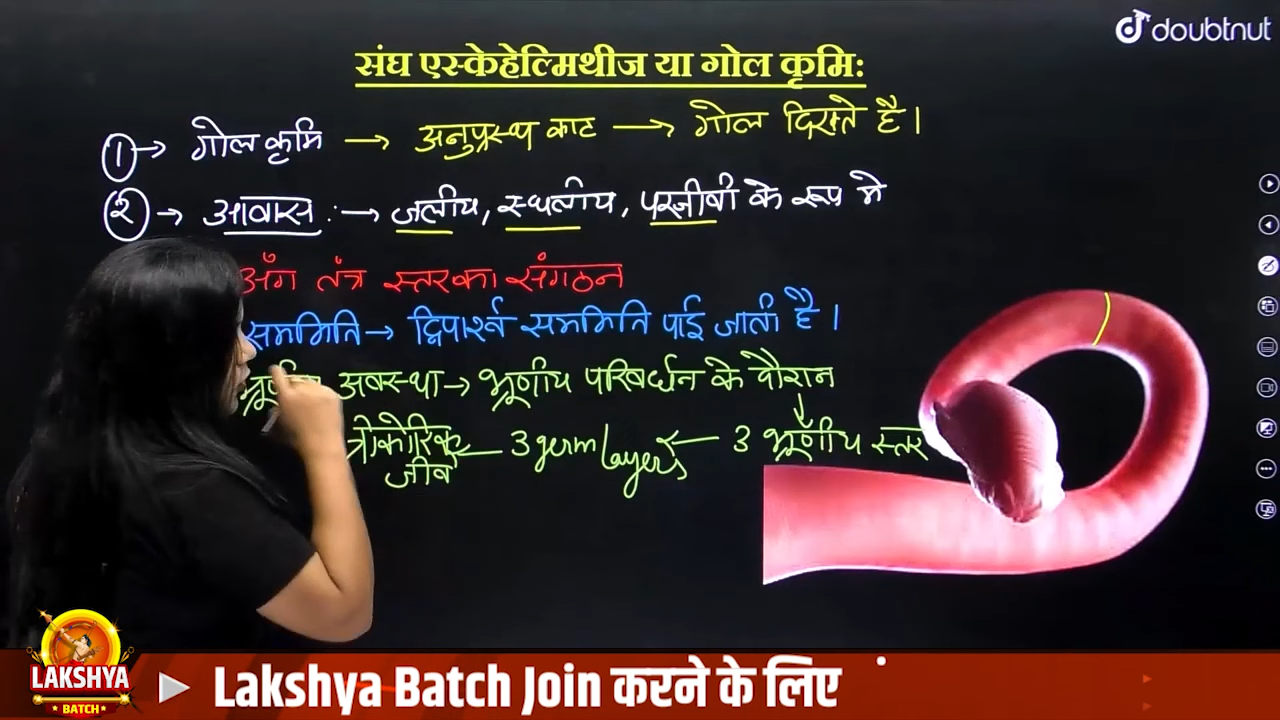 doubtnut
संघ एस्केहेल्मिथीज या गोल कृमि:
① → गोल कृमि → अनुप्रस्थ काट → गोल दिखते है।
② → आवास :→ जलीय, स्थलीय, परजीवी के रूप मे
अंग तंत्र स्तर का संगठन
सममिति → द्विपार्श्व सममिति पाई जाती है।
अवस्था → भ्रूणीय परिवर्धन के दौरान
त्रीकोरिक ← 3 germ layers ← 3 भ्रूणीय स्तर
जीव
LAKSHYA
BATCH
Lakshya Batch Join करने के लिए